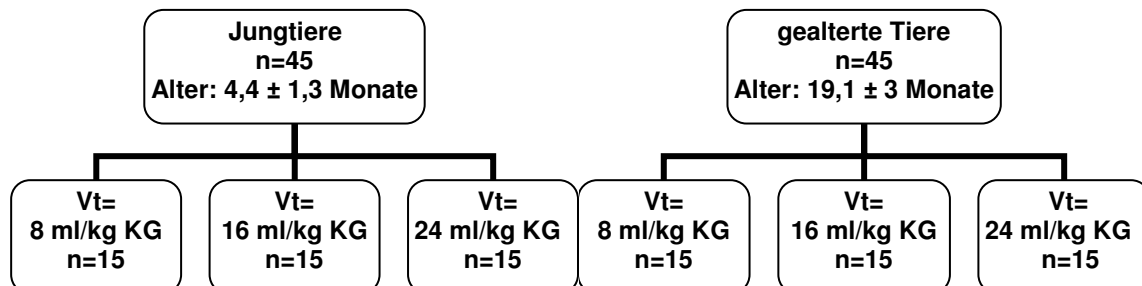 Jungtiere
n=45
Alter: 4,4 ± 1,3 Monate
gealterte Tiere
n=45
Alter: 19,1 ± 3 Monate
Vt=
8 ml/kg KG
n=15
Vt=
16 ml/kg KG
n=15
Vt=
24 ml/kg KG
n=15
Vt=
8 ml/kg KG
n=15
Vt=
16 ml/kg KG
n=15
Vt=
24 ml/kg KG
n=15